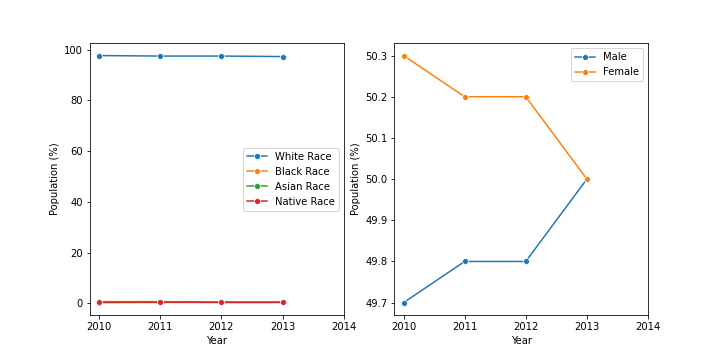 100
80
60
40
20
0
Population (%)
2010 2011 2012 2013 2014
Year
White Race
Black Race
Asian Race
Native Race
50.3
50.2
50.1
50.0
49.9
49.8
49.7
Population (%)
2010 2011 2012 2013 2014
Year
Male
Female